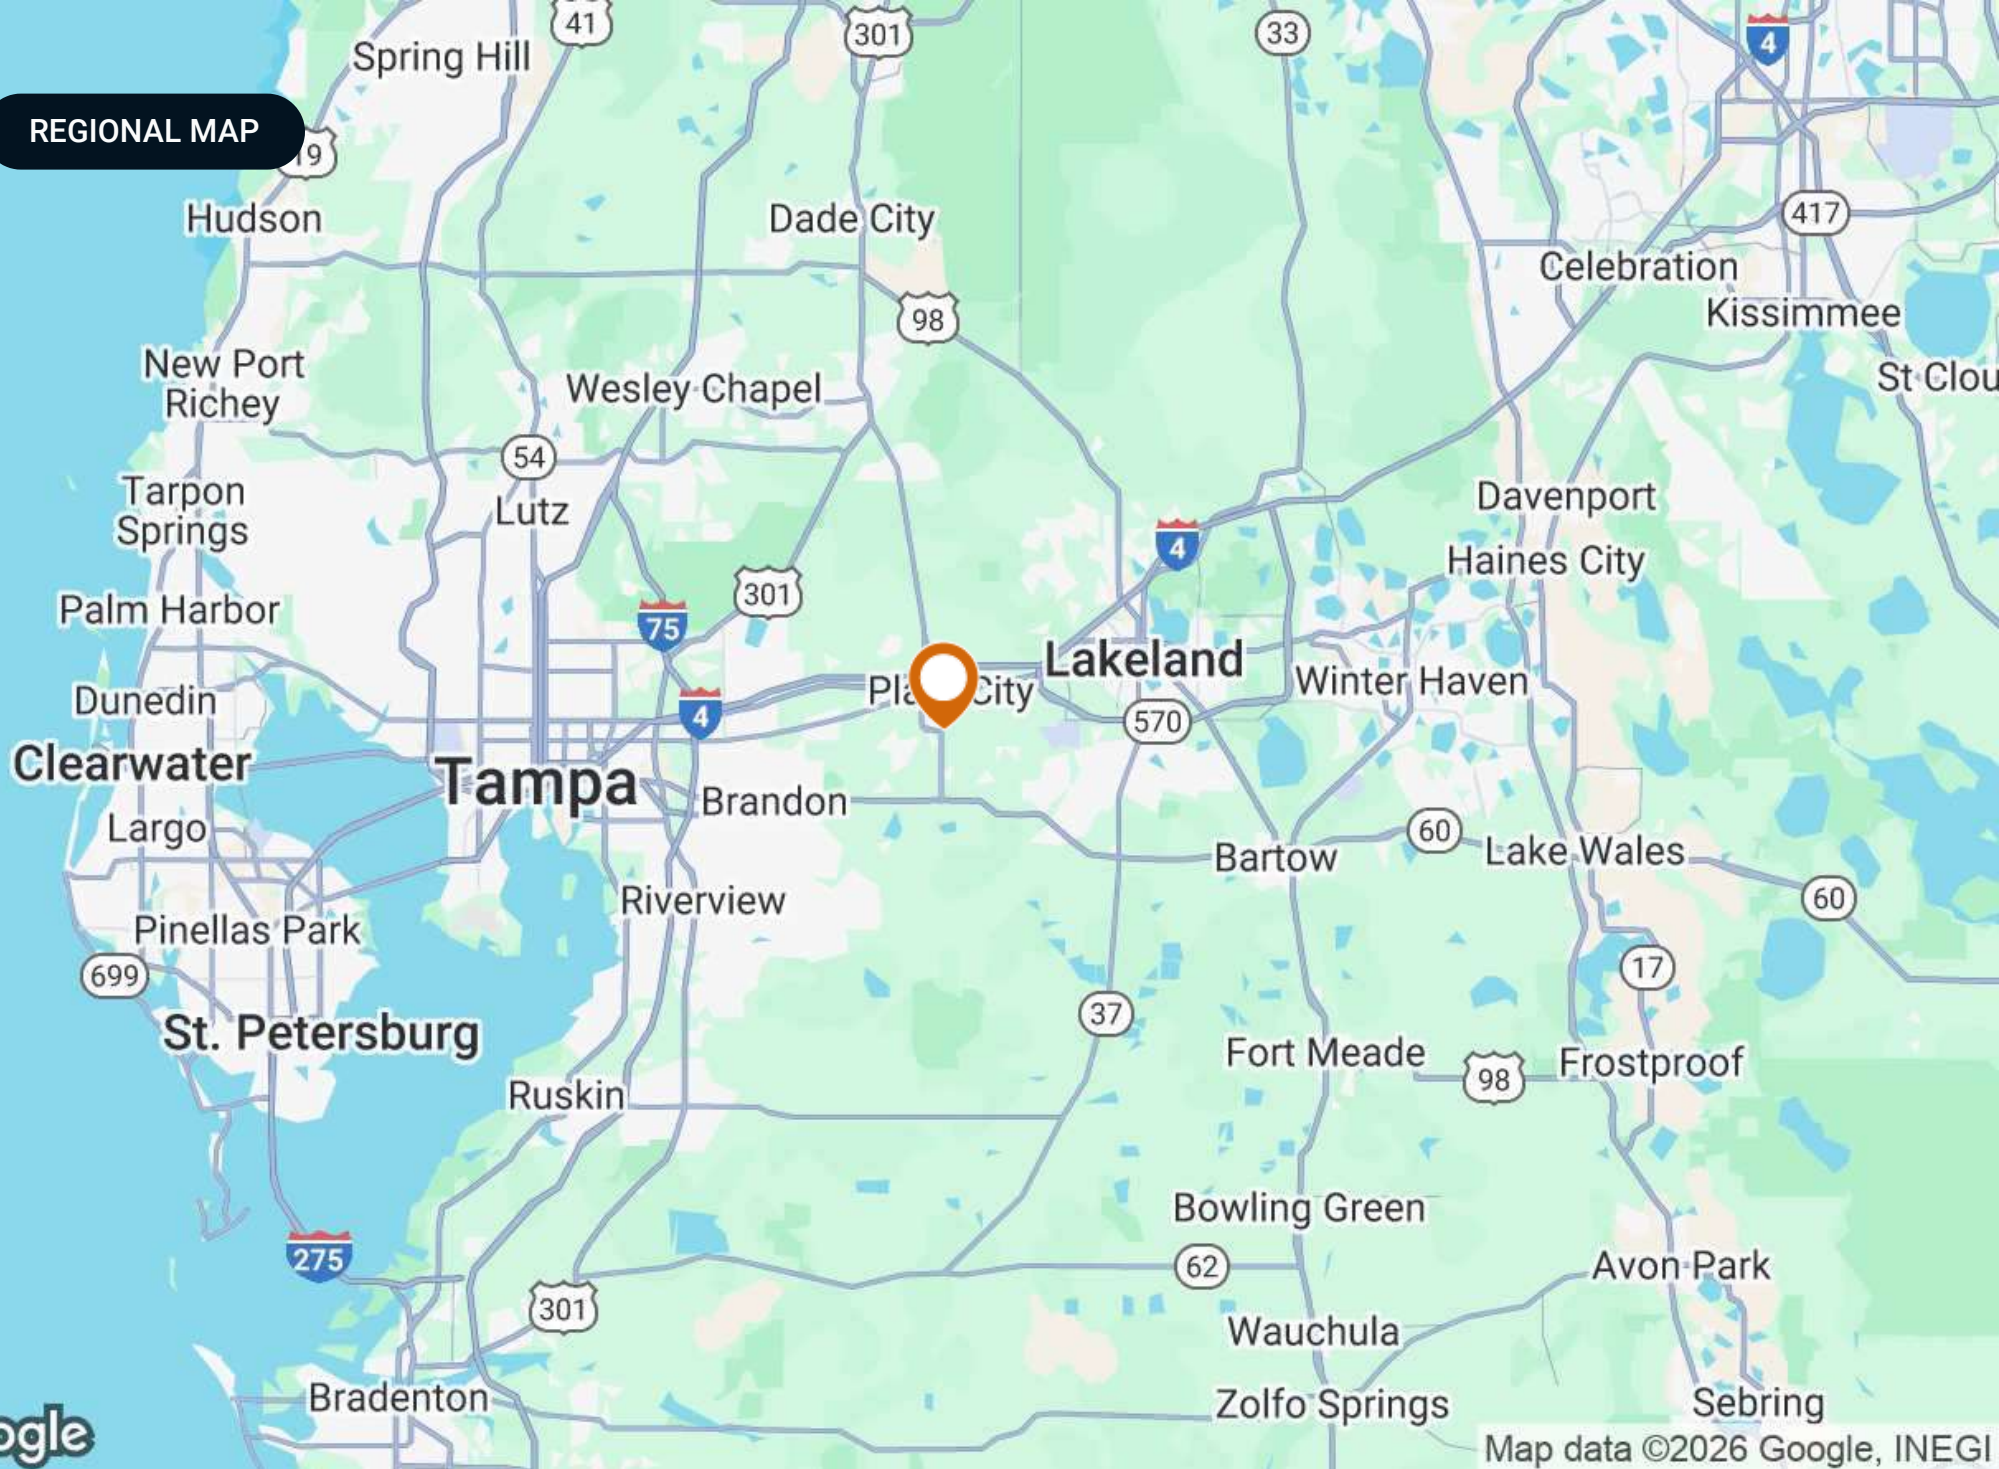 41
301
33
4
Spring Hill
REGIONAL MAP
19
Hudson
Dade City
417
Celebration
98
Kissimmee
New Port
Richey
Wesley Chapel
St Clou
54
Tarpon
Springs
Lutz
Davenport
4
Haines City
301
Palm Harbor
75
Lakeland
Winter Haven
Pla City
Dunedin
4
570
Clearwater
Tampa
Brandon
Largo
60
Bartow
Lake Wales
60
Riverview
Pinellas Park
699
17
37
St. Petersburg
Fort Meade
Frostproof
98
Ruskin
Bowling Green
275
62
Avon Park
301
Wauchula
Bradenton
Zolfo Springs
Sebring
ogle
Map data ©2026 Google, INEGI